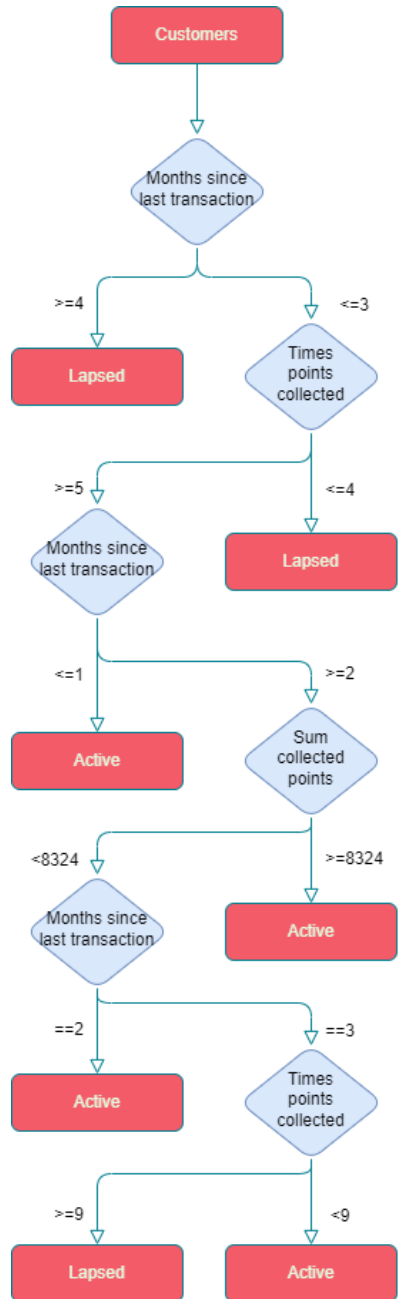 Customers
Months since
last transaction
>=4
<=3
Lapsed
Times
points
collected
>=5
<=4
Months since
last transaction
Lapsed
<=1
>=2
Active
Sum
collected
points
<8324
>=8324
Months since
last transaction
Active
==2
==3
Active
Times
points
collected
>=9
<9
Lapsed
Active